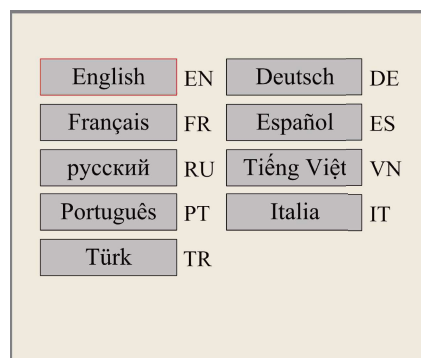 English EN Deutsch DE
Français FR Español ES
русский RU Tiếng Việt VN
Português PT Italia IT
Türk TR